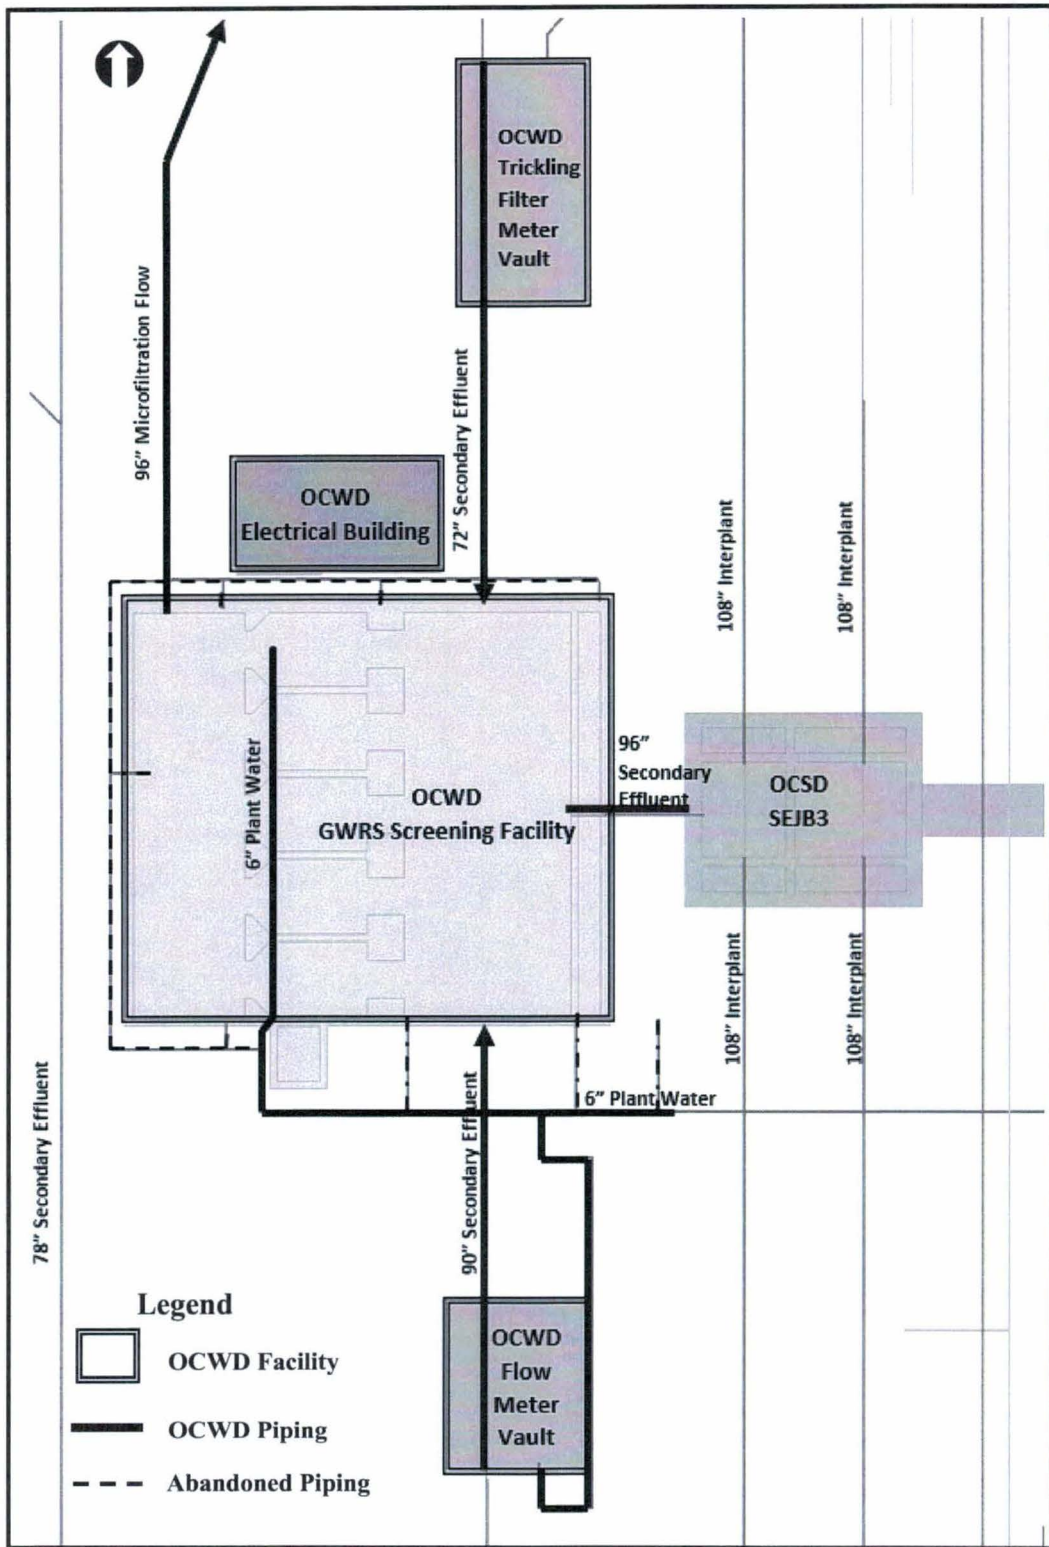 OCWD
Trickling
Filter
Meter
Vault
96” Microfiltration Flow
72” Secondary Effluent
OCWD
Electrical Building
108” Interplant
108” Interplant
96”
Secondary
Effluent
OCSD
SEJB3
6” Plant Water
OCWD
GWRS Screening Facility
108” Interplant
108” Interplant
6” Plant Water
78” Secondary Effluent
90” Secondary Effluent
OCWD
Flow
Meter
Vault
Legend
OCWD Facility
OCWD Piping
Abandoned Piping